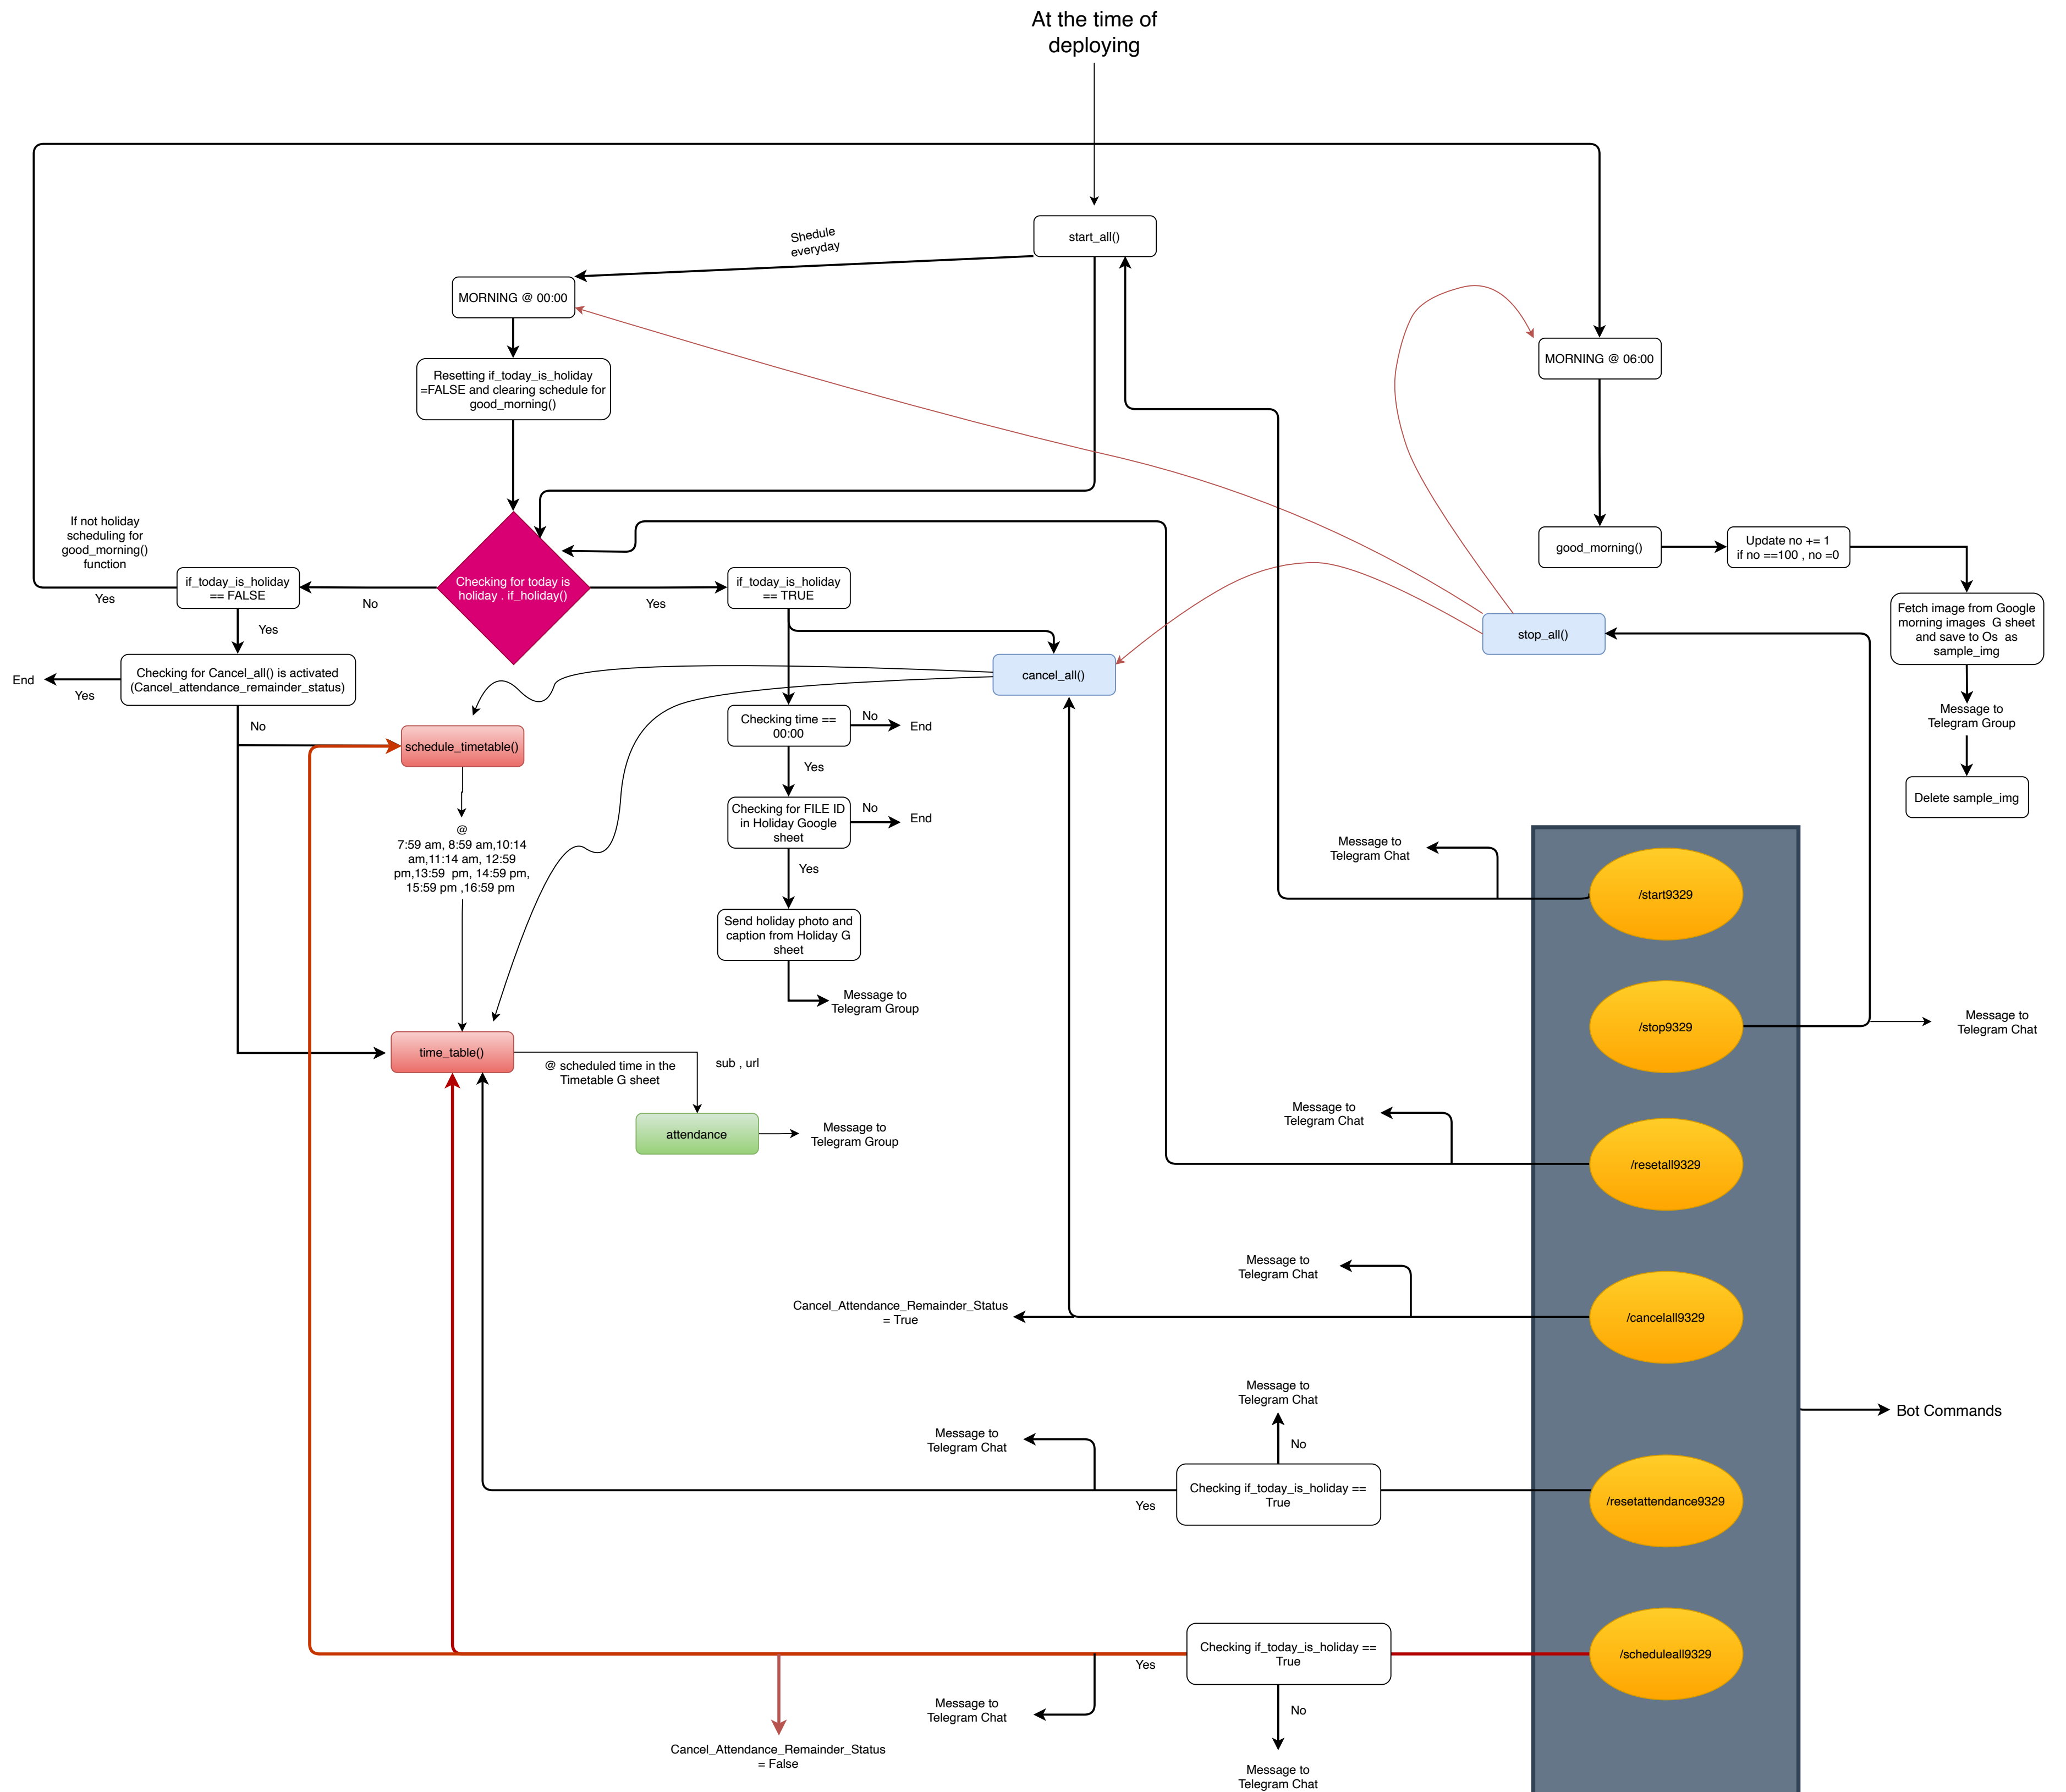 At the time of
deploying
start_all()
Shedule
everyday
MORNING @ 00:00
Resetting if_today_is_holiday
=FALSE and clearing schedule for
good_morning()
MORNING @ 06:00
If not holiday
scheduling for
good_morning()
function
Yes
if_today_is_holiday
== FALSE
No
Checking for today is
holiday . if_holiday()
Yes
if_today_is_holiday
== TRUE
good_morning()
Update no += 1
if no ==100 , no =0
Fetch image from Google
morning images  G sheet
and save to Os  as
sample_img
Message to
Telegram Group
Delete sample_img
stop_all()
cancel_all()
Yes
Checking for Cancel_all() is activated
(Cancel_attendance_remainder_status)
End
Yes
No
schedule_timetable()
@
7:59 am, 8:59 am,10:14
am,11:14 am, 12:59
pm,13:59  pm, 14:59 pm,
15:59 pm ,16:59 pm
Checking time ==
00:00
No
End
Yes
Checking for FILE ID
in Holiday Google
sheet
No
End
Yes
Send holiday photo and
caption from Holiday G
sheet
Message to
Telegram Group
time_table()
@ scheduled time in the
Timetable G sheet
sub , url
attendance
Message to
Telegram Group
Message to
Telegram Chat
/start9329
/stop9329
Message to
Telegram Chat
Message to
Telegram Chat
/resetall9329
Message to
Telegram Chat
Cancel_Attendance_Remainder_Status
= True
/cancelall9329
Message to
Telegram Chat
Bot Commands
Message to
Telegram Chat
No
Checking if_today_is_holiday ==
True
Yes
/resetattendance9329
Checking if_today_is_holiday ==
True
Yes
/scheduleall9329
Message to
Telegram Chat
No
Cancel_Attendance_Remainder_Status
= False
Message to
Telegram Chat